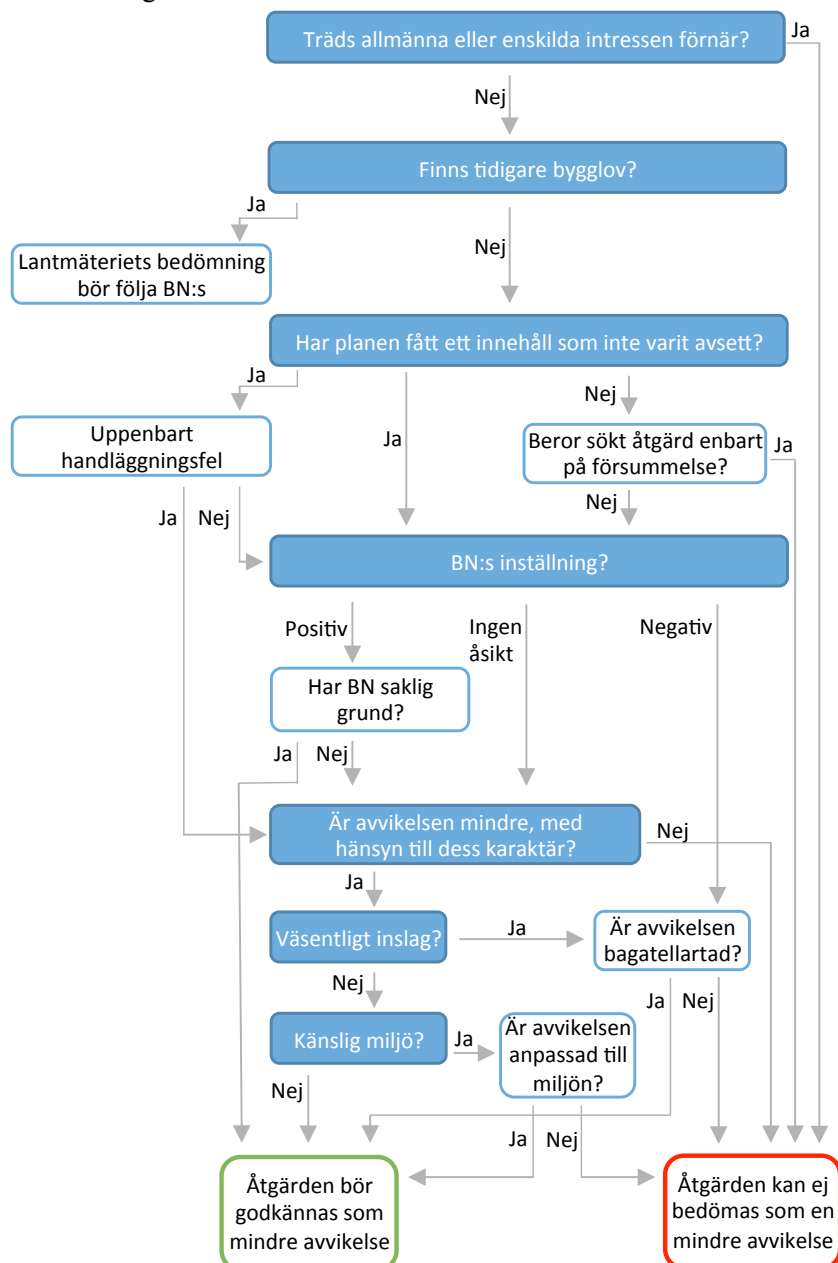 Träds allmänna eller enskilda intressen förnär?
Ja
Nej
Finns tidigare bygglov?
Ja
Nej
Lantmäteriets bedömning
bör följa BN:s
Har planen fått ett innehåll som inte varit avsett?
Ja
Ja
Nej
Uppenbart
handläggningsfel
Beror sökt åtgärd enbart
på försummelse?
Ja
Ja
Nej
Nej
BN:s inställning?
Positiv
Ingen
åsikt
Negativ
Har BN saklig
grund?
Ja
Nej
Är avvikelsen mindre, med
hänsyn till dess karaktär?
Nej
Ja
Väsentligt inslag?
Ja
Är avvikelsen
bagatellartad?
Nej
Ja
Nej
Känslig miljö?
Ja
Är avvikelsen
anpassad till
miljön?
Nej
Ja
Nej
Åtgärden bör
godkännas som
mindre avvikelse
Åtgärden kan ej
bedömas som en
mindre avvikelse